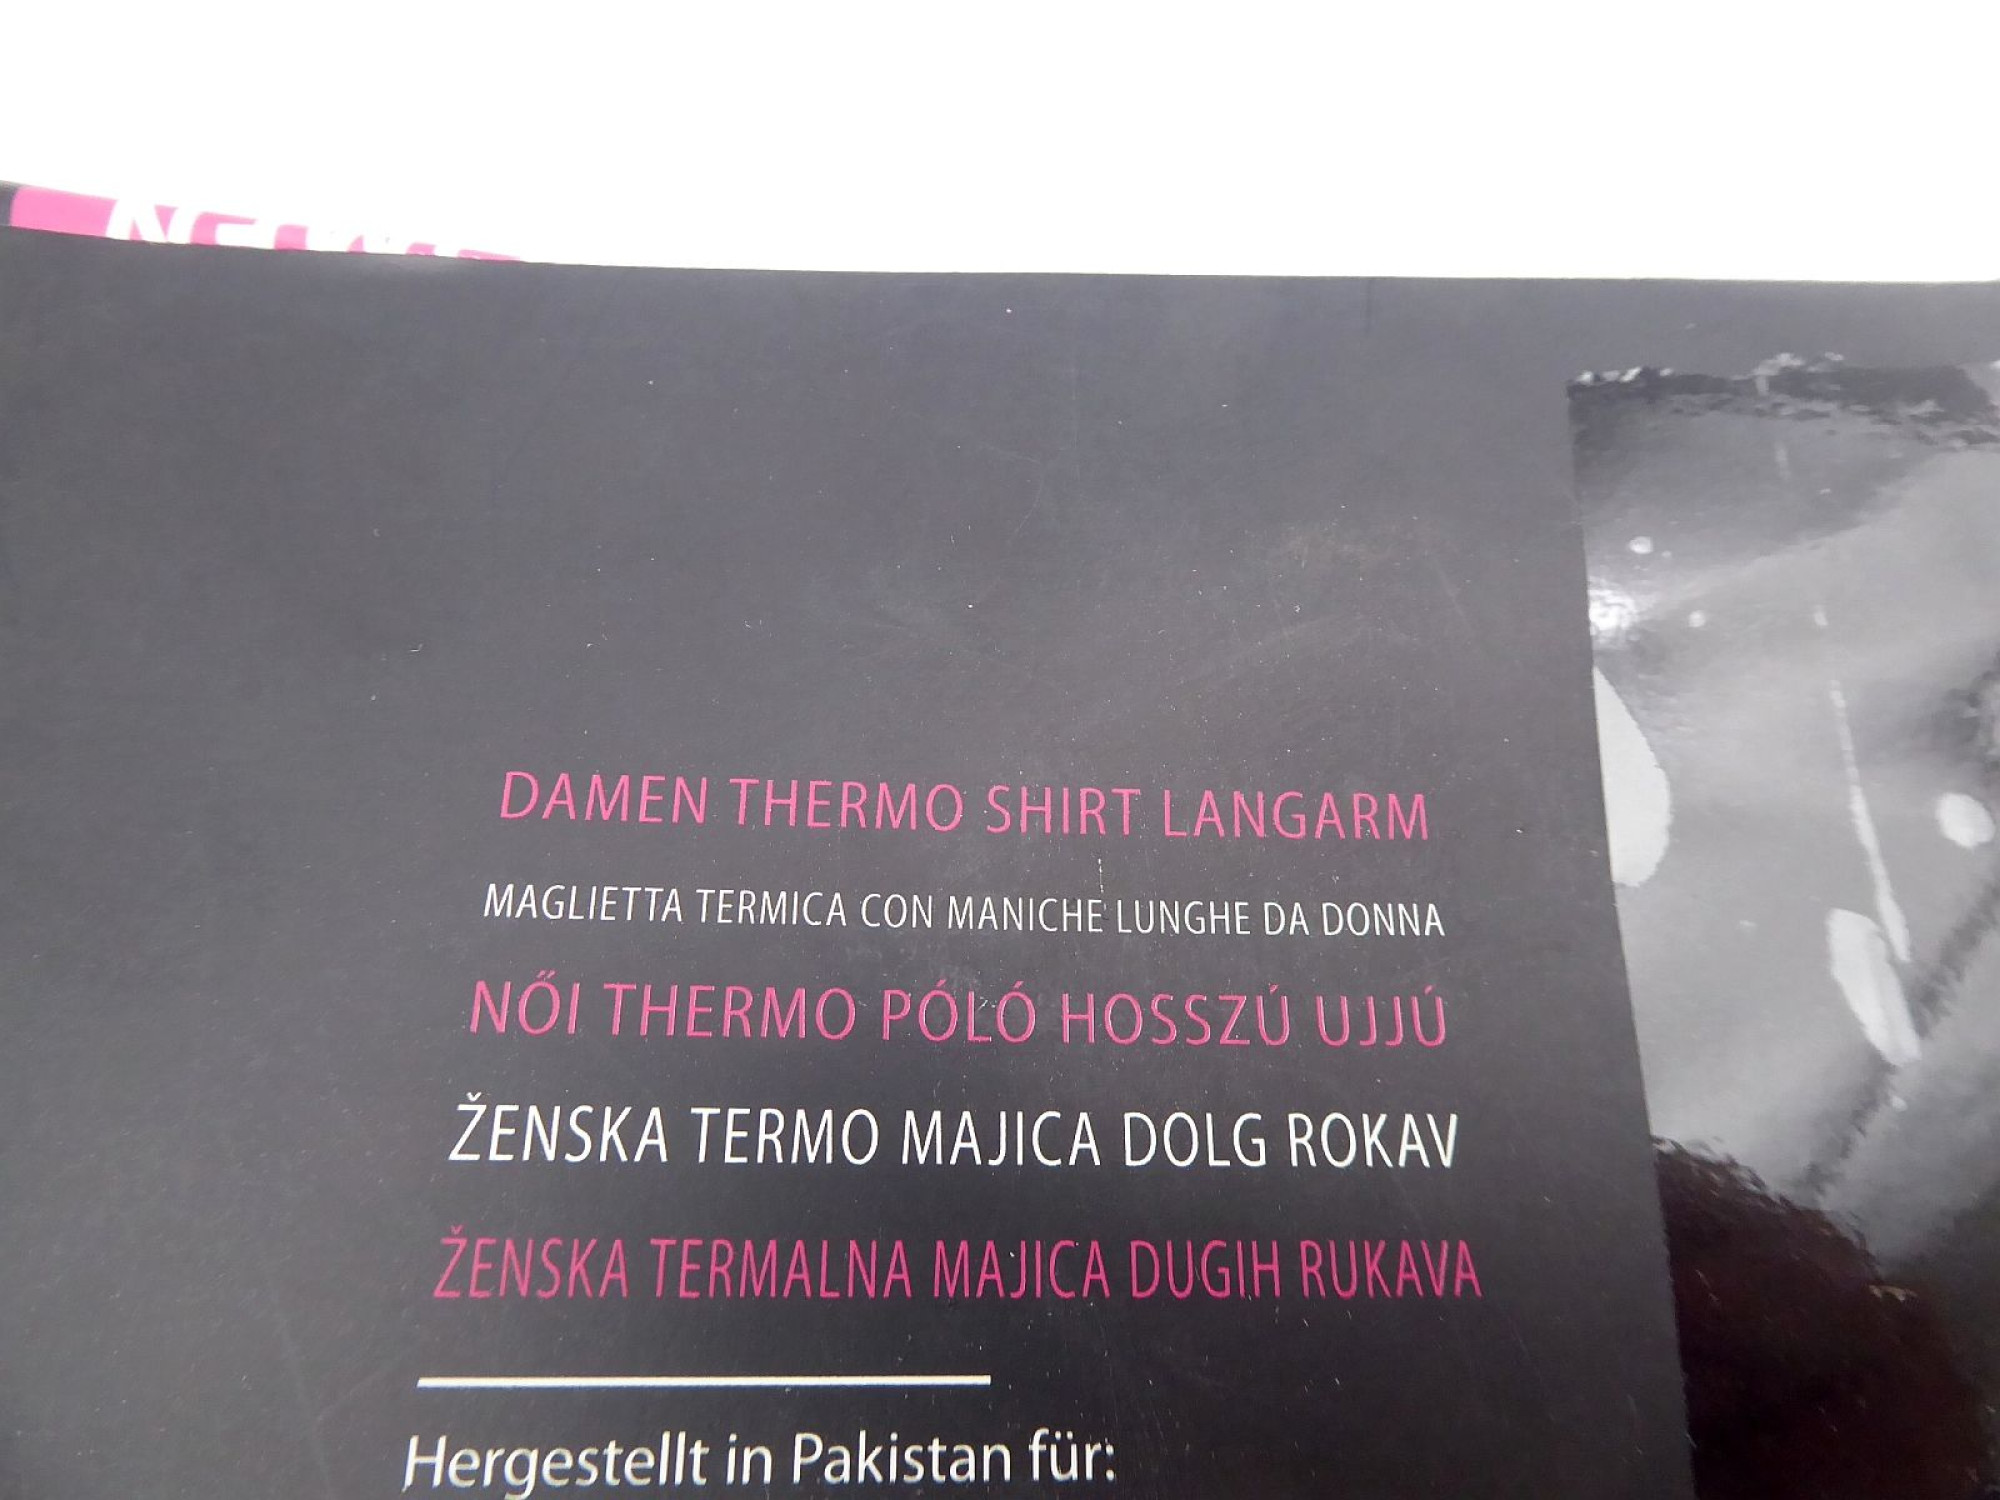 DAMEN THERMO SHIRT LANGARM
MAGLIETTA TERMICA CON MANICHE LUNGHE DA DONNA
NŐI THERMO PÓLÓ HOSSZÚ UJJÚ
ŽENSKA TERMO MAJICA DOLG ROKAV
ŽENSKA TERMALNA MAJICA DUGIH RUKAVA
Hergestellt in Pakistan für: